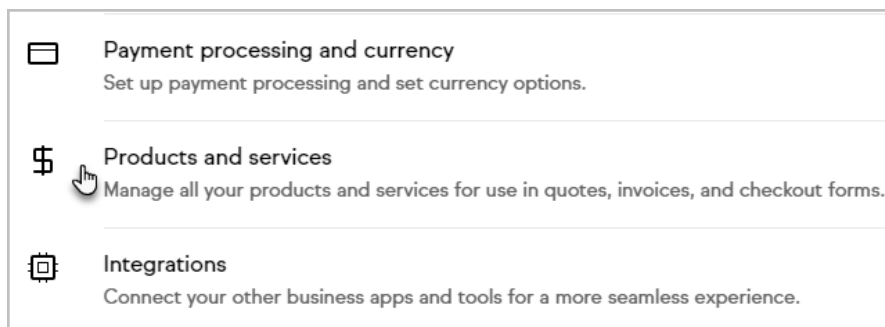 Payment processing and currency
Set up payment processing and set currency options.
Products and services
Manage all your products and services for use in quotes, invoices, and checkout forms.
Integrations
Connect your other business apps and tools for a more seamless experience.